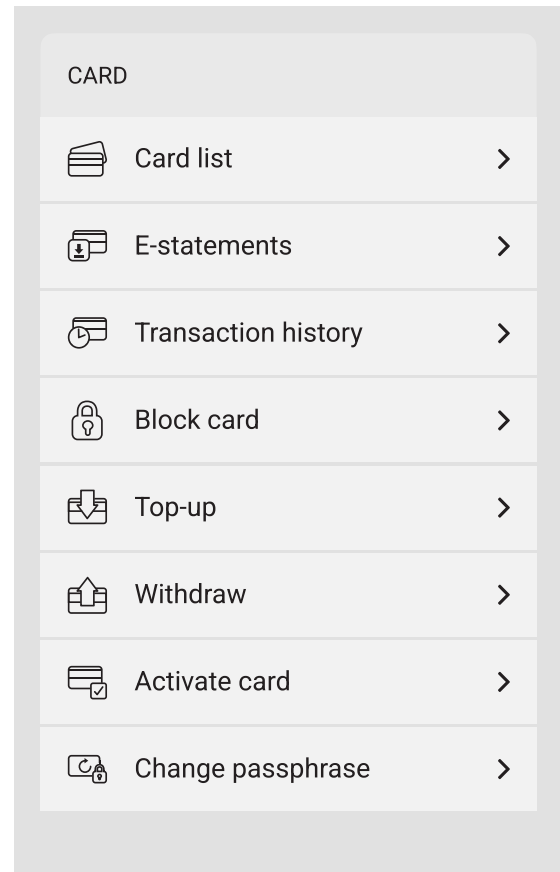 CARD
Card list
E-statements
Transaction history
Block card
Top-up
Withdraw
Activate card
Change passphrase